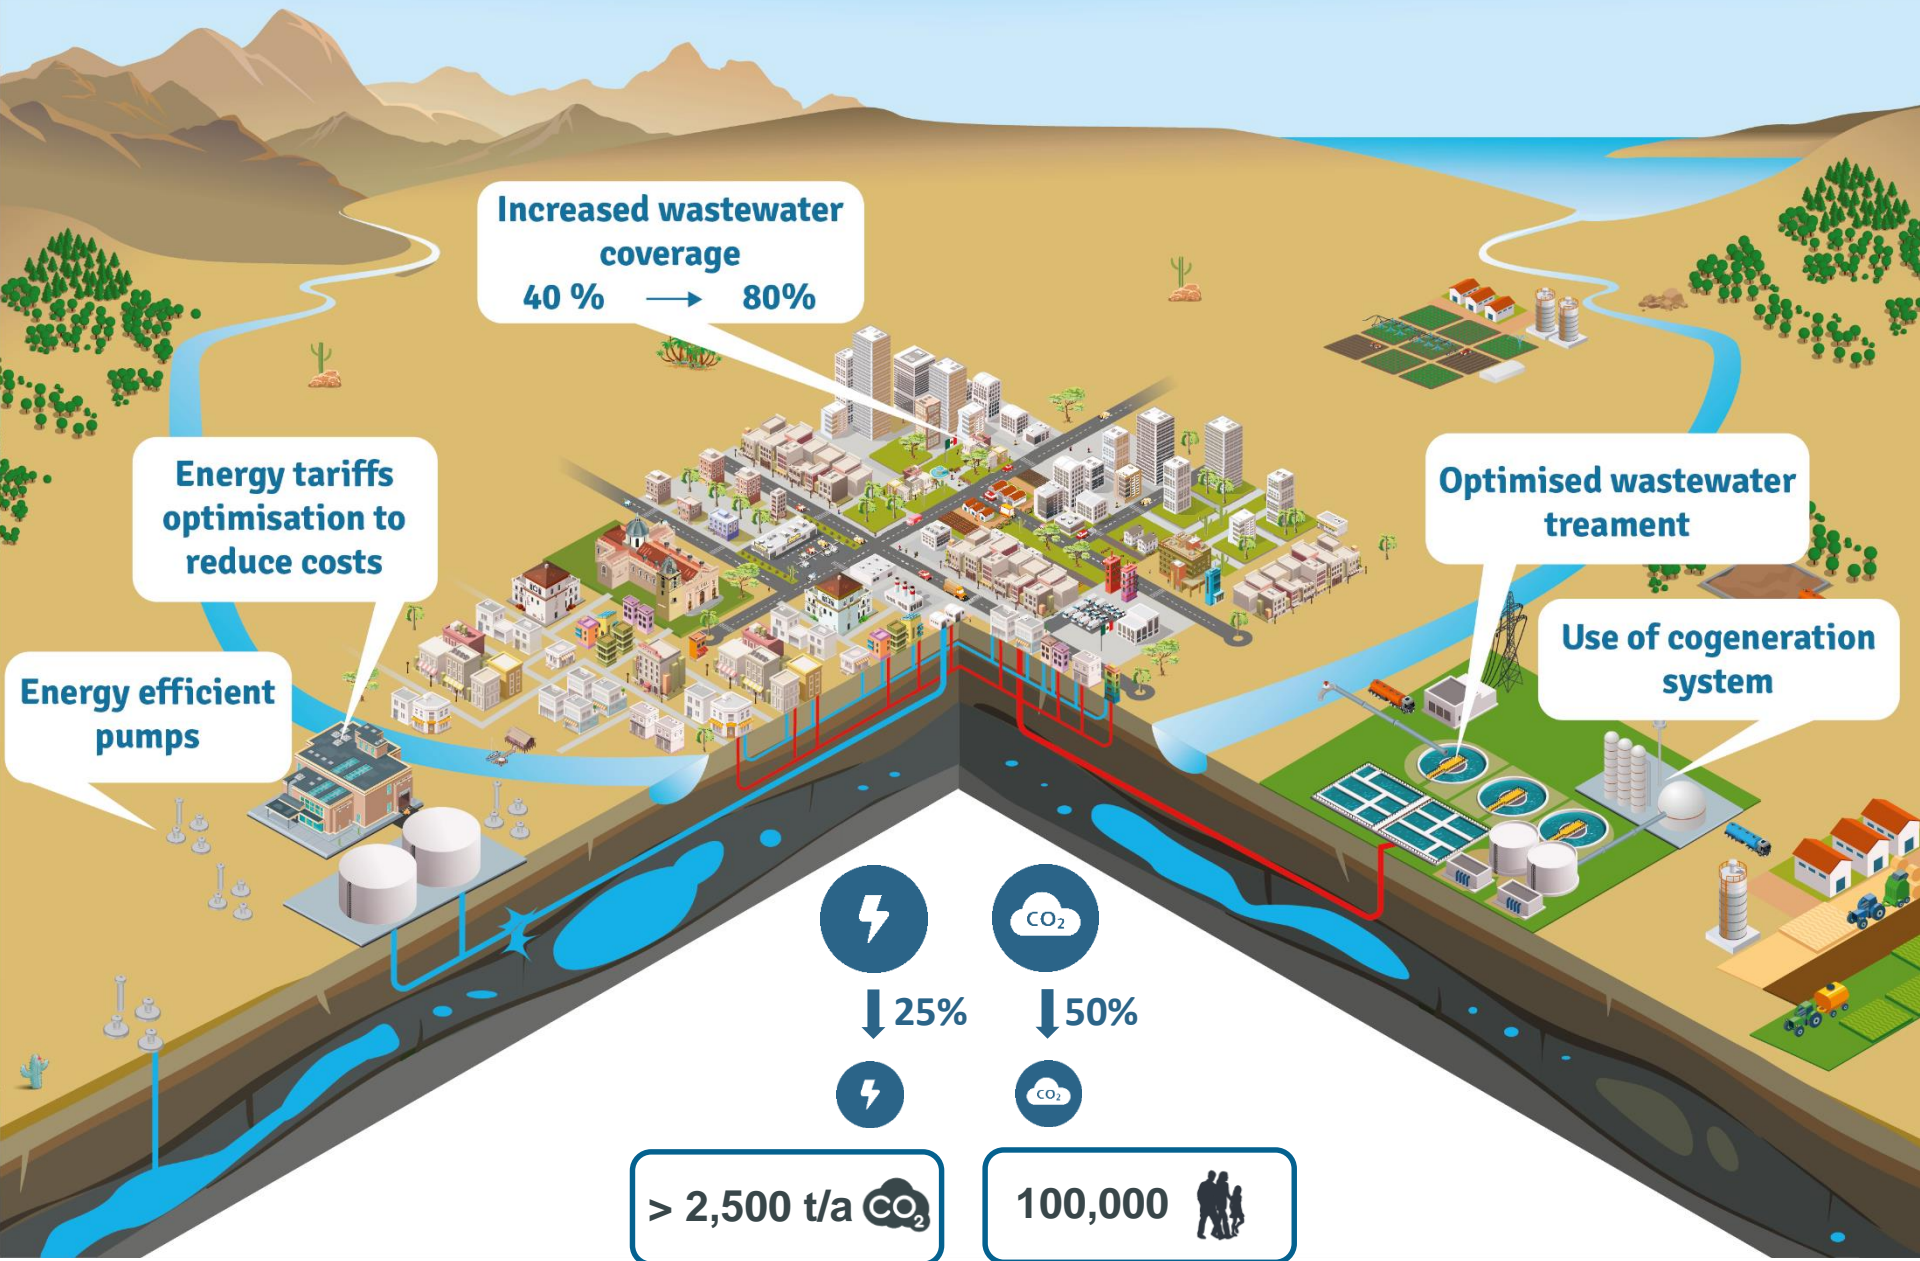 Increased wastewater
coverage
40 % → 80%
Energy tariffs
optimisation to
reduce costs
Optimised wastewater
treament
Use of cogeneration
system
Energy efficient
pumps
CO₂
25%
50%
CO₂
> 2,500 t/a CO₂
100,000